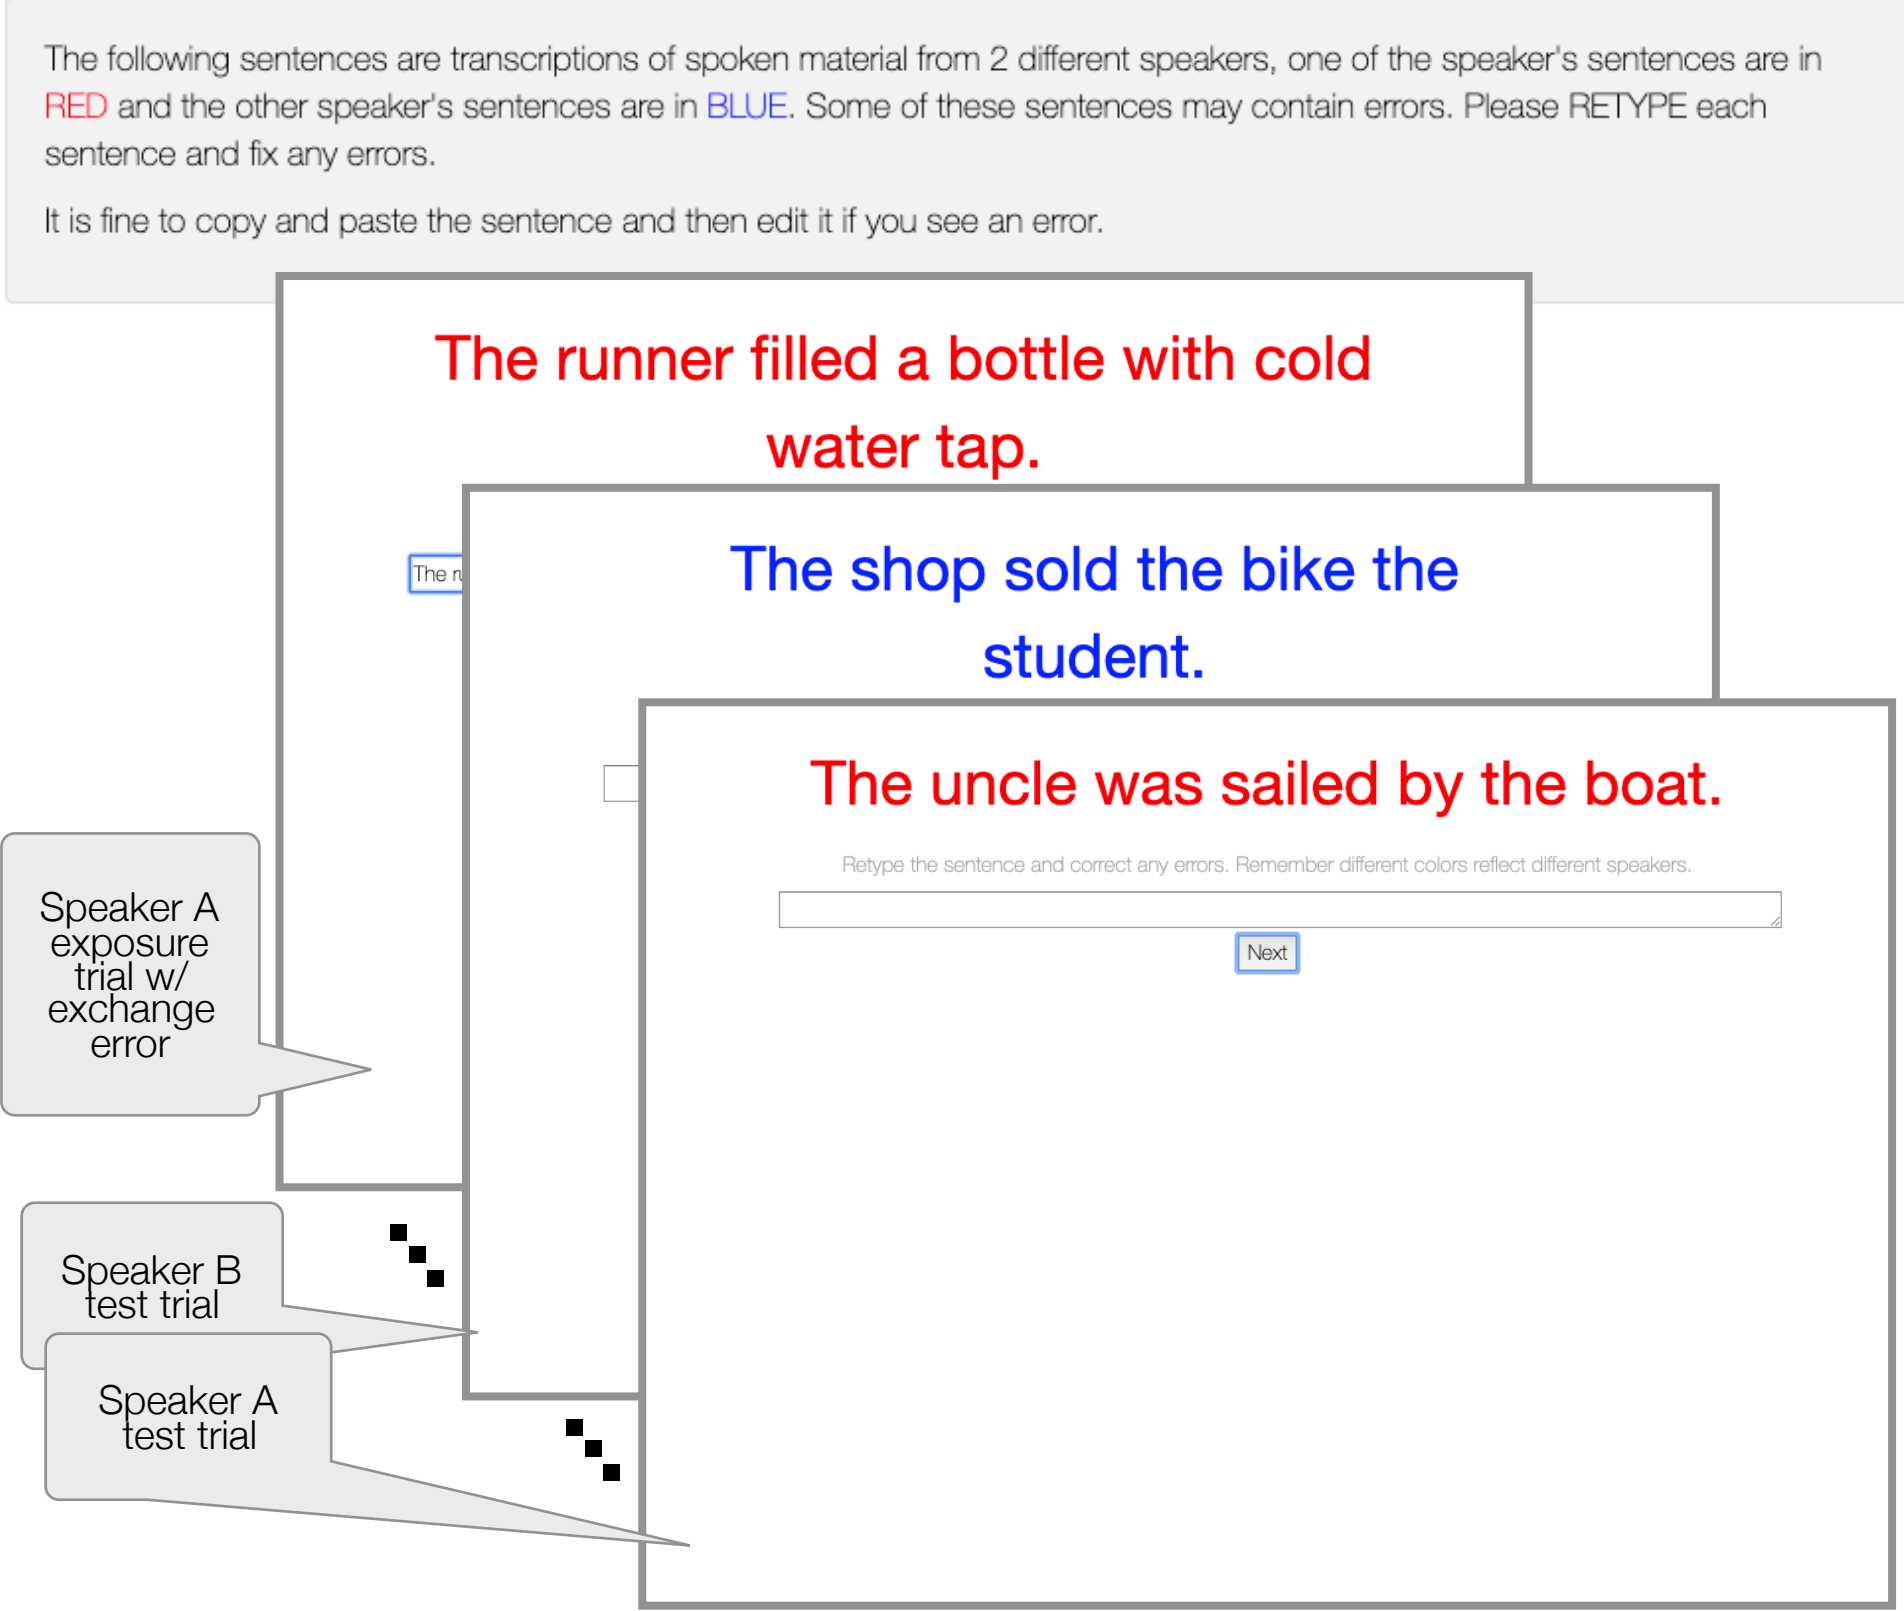 The following sentences are transcriptions of spoken material from 2 different speakers, one of the speaker's sentences are in
RED and the other speaker's sentences are in BLUE. Some of these sentences may contain errors. Please RETYPE each
sentence and fix any errors.
It is fine to copy and paste the sentence and then edit it if you see an error.
The runner filled a bottle with cold
water tap.
The ru
The shop sold the bike the
student.
The uncle was sailed by the boat.
Retype the sentence and correct any errors. Remember different colors reflect different speakers.
Next
Speaker A
exposure
trial w/
exchange
error
Speaker B
test trial
Speaker A
test trial